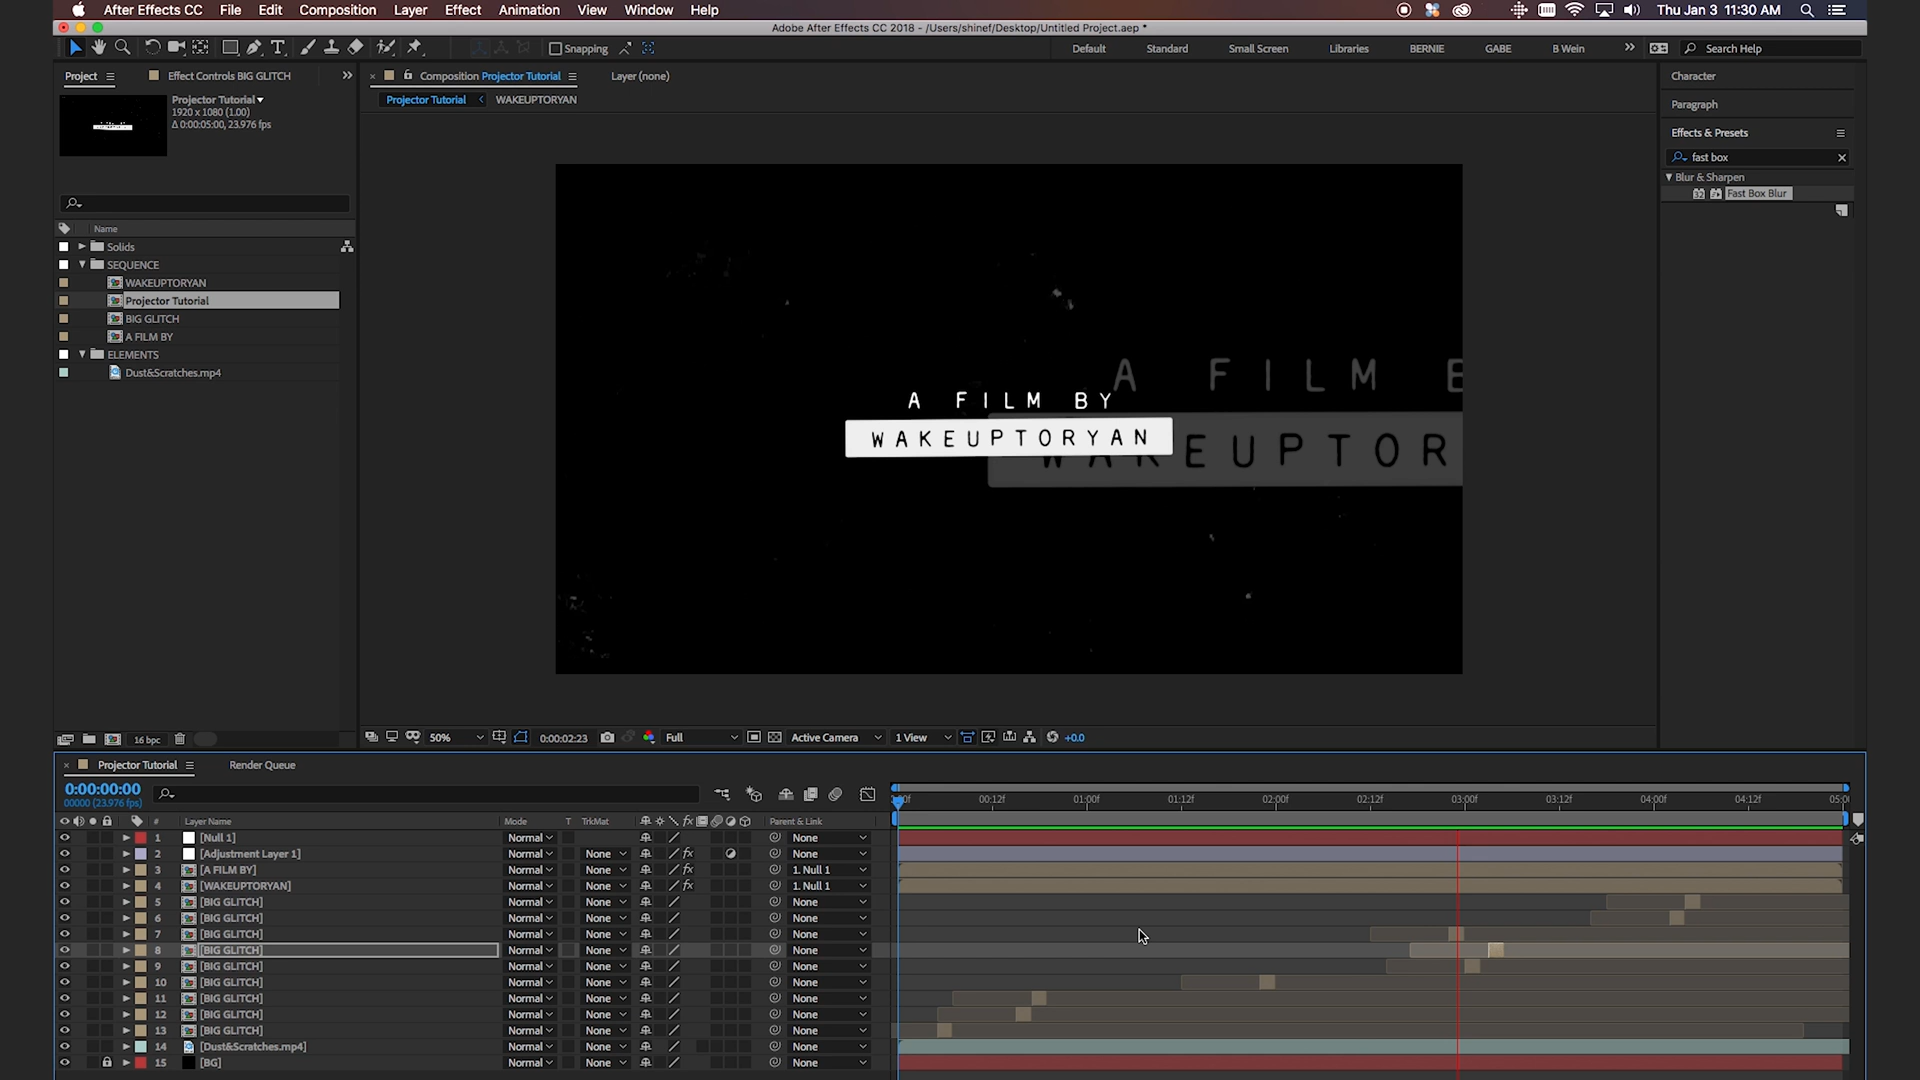 After Effects CC File Edit Composition Layer Effect Animation View Window Help
Thu Jan 3 11:30 AM
Adobe After Effects CC 2018 - /Users/shinef/Desktop/Untitled Project.aep *
Snapping
Default Standard Small Screen Libraries BERNIE GABE B Wein
Search Help
Project Effect Controls BIG GLITCH
Composition Projector Tutorial Layer (none)
Projector Tutorial WAKEUPTORYAN
Projector Tutorial
1920 x 1080 (1.00)
Δ 0:00:05:00, 23.976 fps
Name
Solids
SEQUENCE
WAKEUPTORYAN
Projector Tutorial
BIG GLITCH
A FILM BY
ELEMENTS
Dust&Scratches.mp4
16 bpc
A FILM B
A FILM BY
WAKEUPTORYAN
WAKEUPTOR
50% 0:00:02:23 Full Active Camera 1 View +0.0
Character
Paragraph
Effects & Presets
fast box
Blur & Sharpen
32 Fast Box Blur
Projector Tutorial Render Queue
0:00:00:00
00000 (23.976 fps)
00:12f 01:00f 01:12f 02:00f 02:12f 03:00f 03:12f 04:00f 04:12f 05:0
# Layer Name Mode T TrkMat fx Parent & Link
1 [Null 1] Normal None
2 [Adjustment Layer 1] Normal None fx None
3 [A FILM BY] Normal None fx 1. Null 1
4 [WAKEUPTORYAN] Normal None fx 1. Null 1
5 [BIG GLITCH] Normal None None
6 [BIG GLITCH] Normal None None
7 [BIG GLITCH] Normal None None
8 [BIG GLITCH] Normal None None
9 [BIG GLITCH] Normal None None
10 [BIG GLITCH] Normal None None
11 [BIG GLITCH] Normal None None
12 [BIG GLITCH] Normal None None
13 [BIG GLITCH] Normal None None
14 [Dust&Scratches.mp4] Normal None None
15 [BG] Normal None None